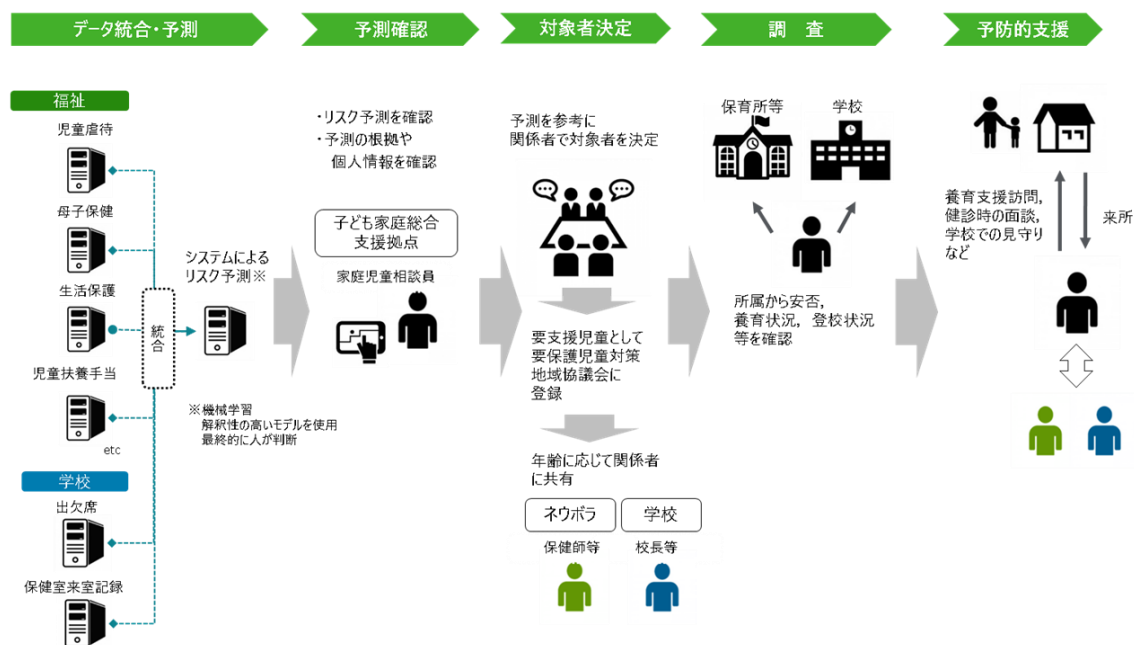 データ統合・予測
予測確認
対象者決定
調　査
予防的支援
福祉
児童虐待
母子保健
生活保護
児童扶養手当
etc
学校
出欠席
保健室来室記録
統合
システムによる
リスク予測※
※機械学習
解釈性の高いモデルを使用
最終的に人が判断
・リスク予測を確認
・予測の根拠や
個人情報を確認
子ども家庭総合
支援拠点
家庭児童相談員
予測を参考に
関係者で対象者を決定
要支援児童として
要保護児童対策
地域協議会に
登録
年齢に応じて関係者
に共有
ネウボラ
学校
保健師等
校長等
保育所等
学校
所属から安否,
養育状況，登校状況
等を確認
養育支援訪問,
健診時の面談,
学校での見守り
など
来所